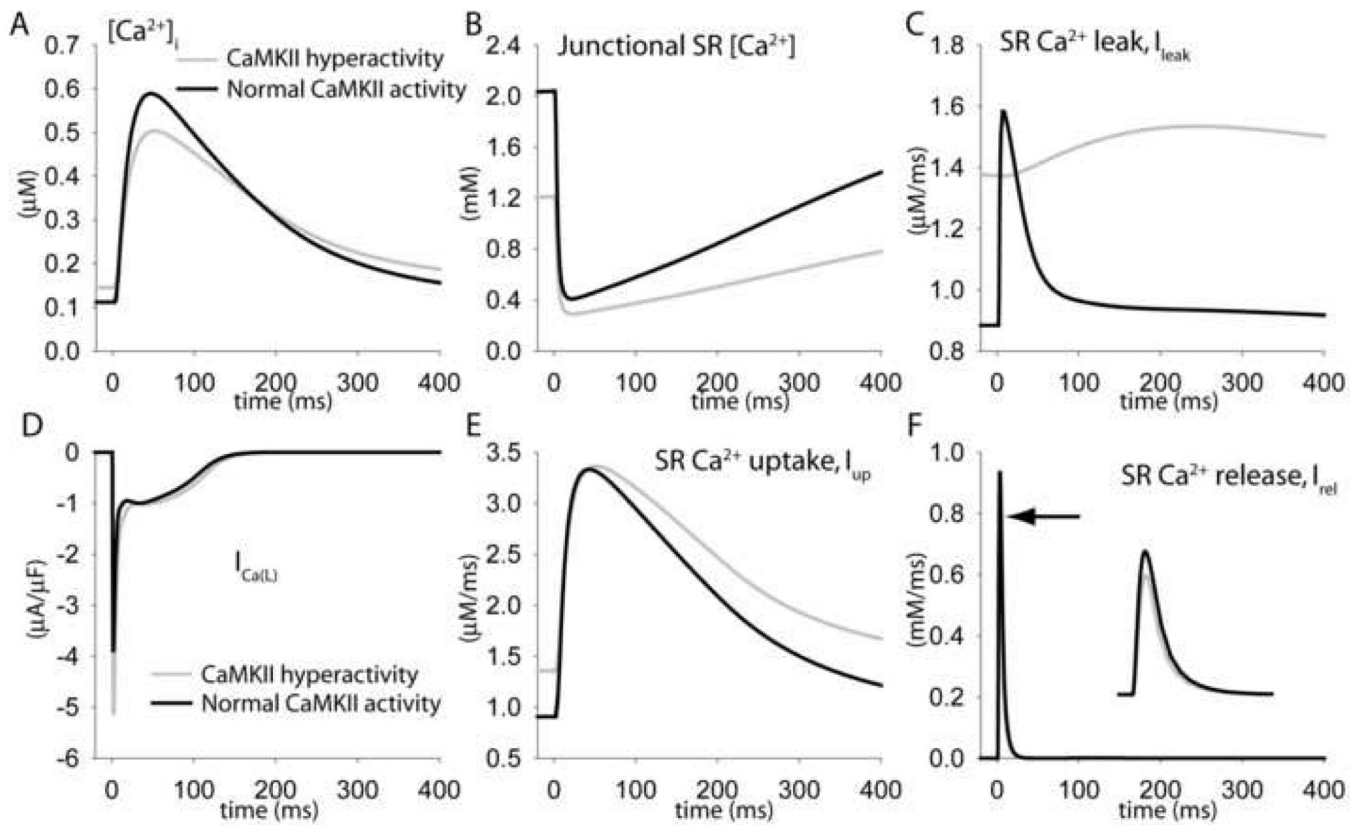 A
[Ca²⁺]ᵢ
CaMKII hyperactivity
Normal CaMKII activity
0.7
0.6
0.5
0.4
0.3
0.2
0.1
0.0
(μM)
0 100 200 300 400
time (ms)
B
Junctional SR [Ca²⁺]
2.4
2.0
1.6
1.2
0.8
0.4
0.0
(mM)
0 100 200 300 400
time (ms)
C
SR Ca²⁺ leak, I_leak
1.8
1.6
1.4
1.2
1.0
0.8
(μM/ms)
0 100 200 300 400
time (ms)
D
0
-1
-2
-3
-4
-5
-6
(μA/μF)
I_Ca(L)
CaMKII hyperactivity
Normal CaMKII activity
0 100 200 300 400
time (ms)
E
SR Ca²⁺ uptake, I_up
3.5
3.0
2.5
2.0
1.5
1.0
0.5
(μM/ms)
0 100 200 300 400
time (ms)
F
SR Ca²⁺ release, I_rel
1.0
0.8
0.6
0.4
0.2
0.0
(mM/ms)
0 100 200 300 400
time (ms)